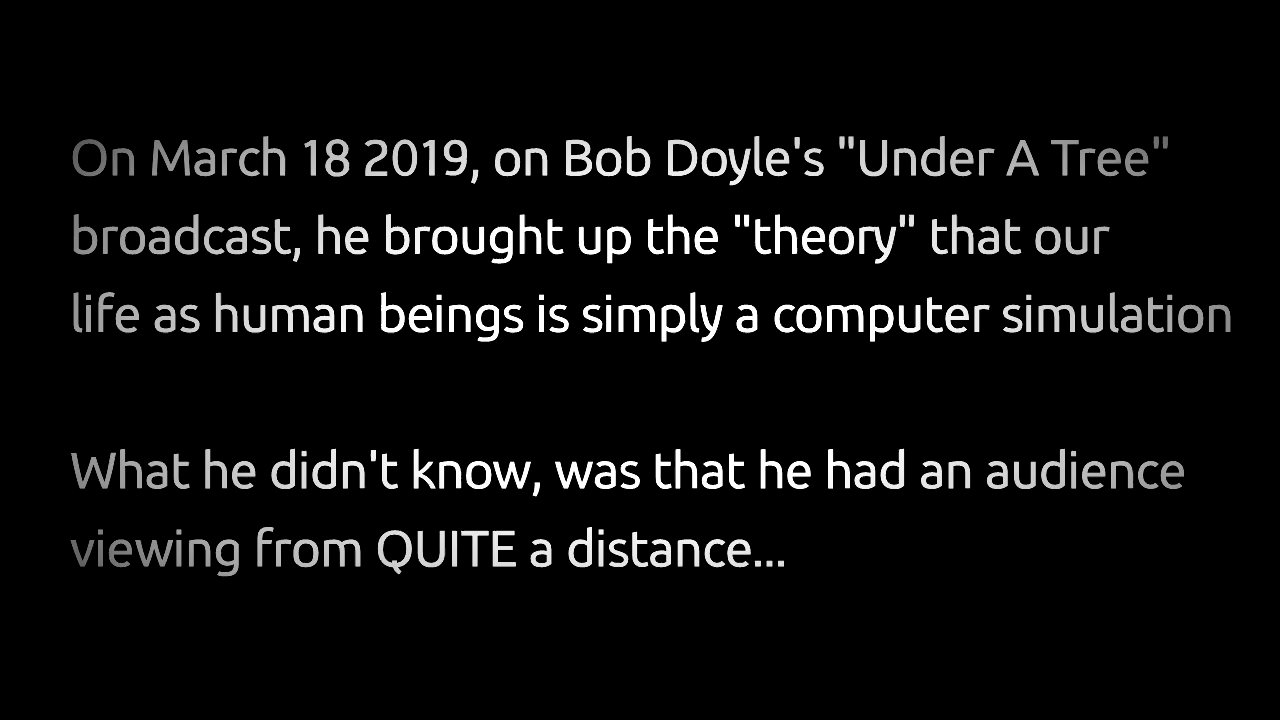 On March 18 2019, on Bob Doyle's "Under A Tree"
broadcast, he brought up the "theory" that our
life as human beings is simply a computer simulation
What he didn't know, was that he had an audience
viewing from QUITE a distance...